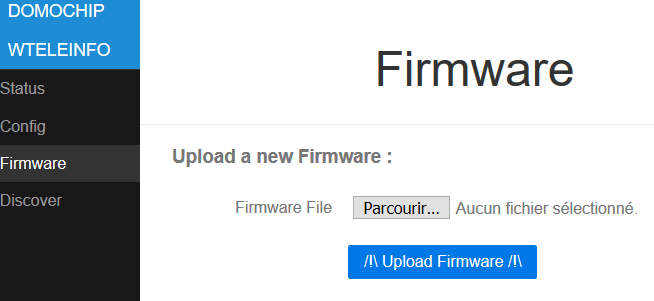 DOMOCHIP
WTELEINFO
Status
Config
Firmware
Discover
Firmware
Upload a new Firmware :
Firmware File Parcourir... Aucun fichier sélectionné.
/!\ Upload Firmware /!\